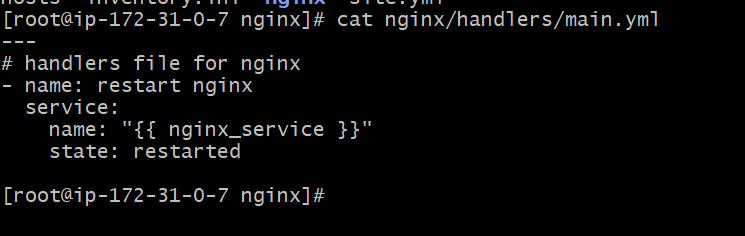 [root@ip-172-31-0-7 nginx]# cat nginx/handlers/main.yml
---
# handlers file for nginx
- name: restart nginx
  service:
    name: "{{ nginx_service }}"
    state: restarted

[root@ip-172-31-0-7 nginx]#